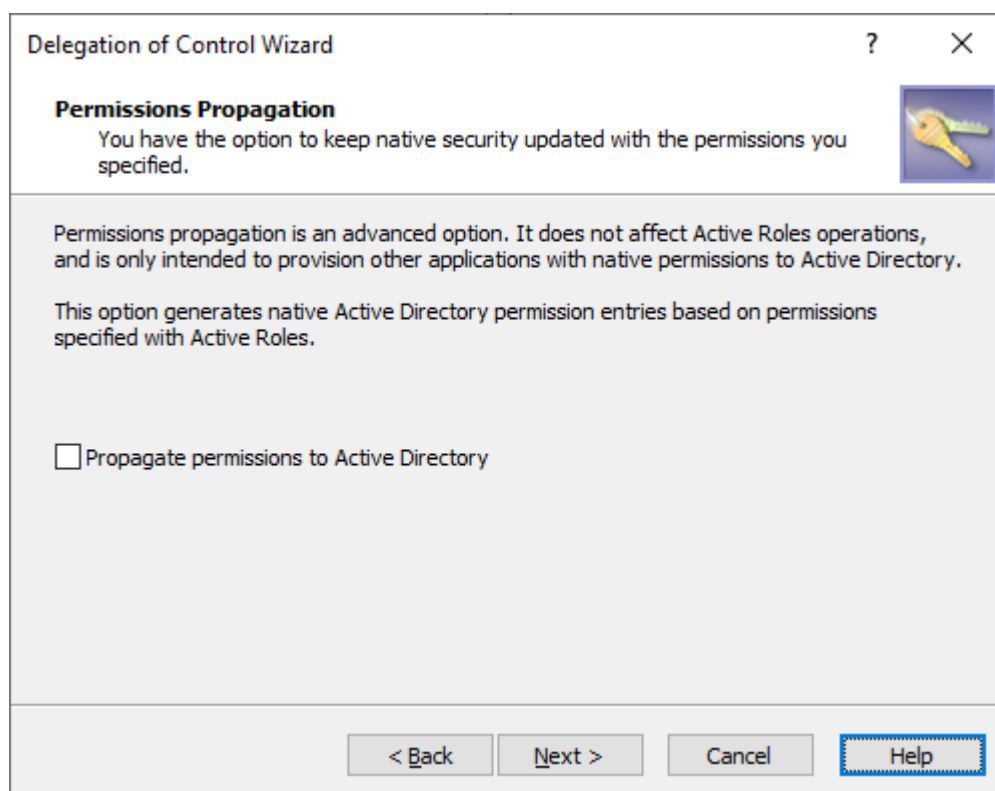 Delegation of Control Wizard ?
Permissions Propagation
You have the option to keep native security updated with the permissions you
specified.
Permissions propagation is an advanced option. It does not affect Active Roles operations,
and is only intended to provision other applications with native permissions to Active Directory.
This option generates native Active Directory permission entries based on permissions
specified with Active Roles.
Propagate permissions to Active Directory
< Back Next > Cancel Help